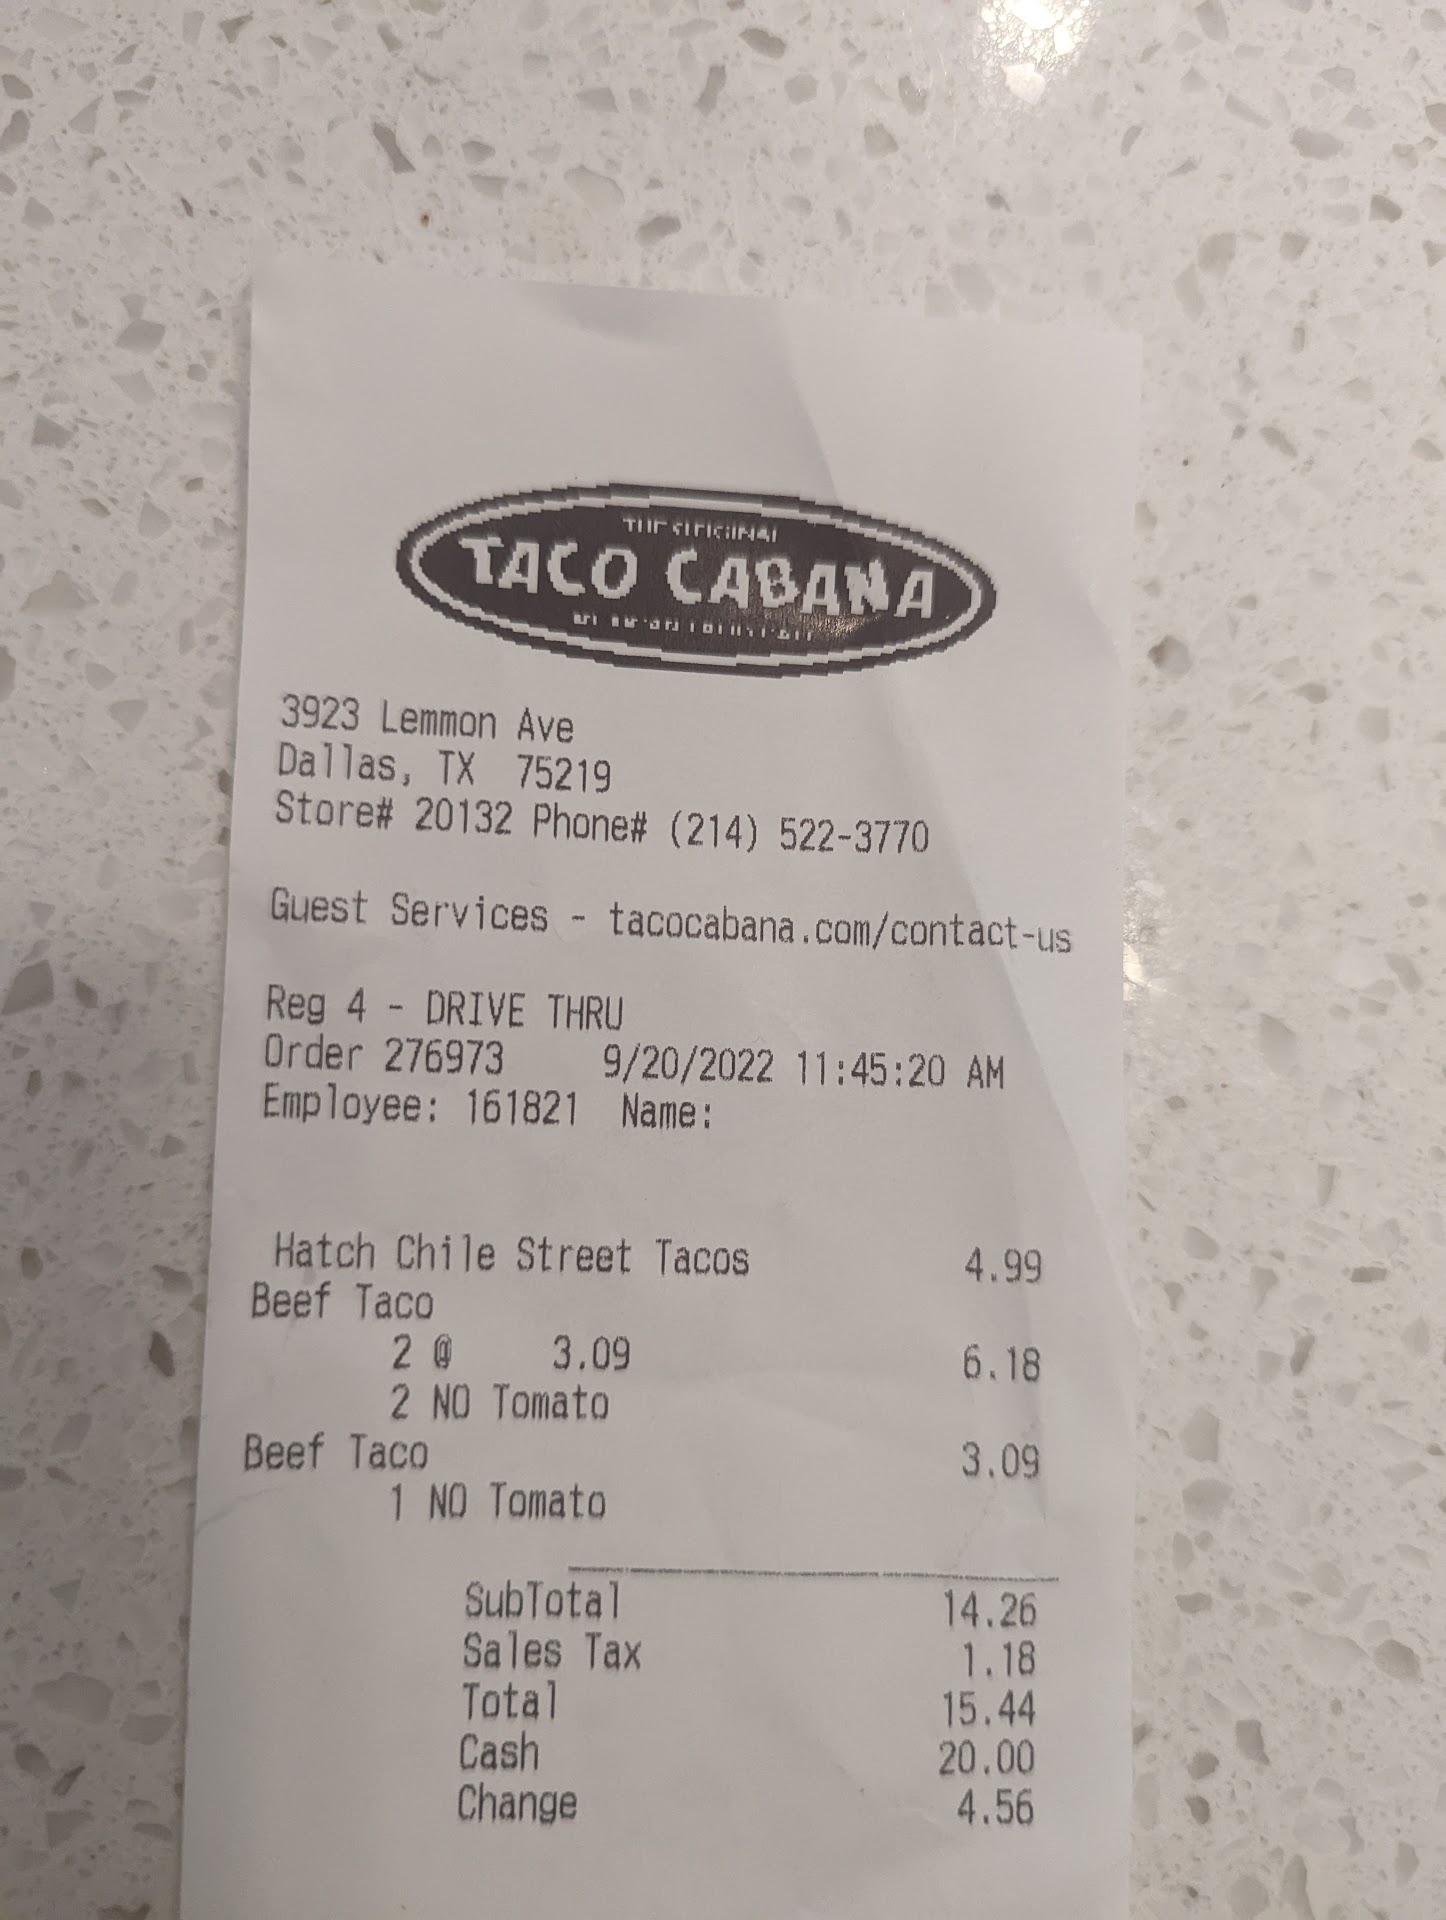 THE ORIGINAL
TACO CABANA
3923 Lemmon Ave
Dallas, TX  75219
Store# 20132 Phone# (214) 522-3770
Guest Services - tacocabana.com/contact-us
Reg 4 - DRIVE THRU
Order 276973     9/20/2022 11:45:20 AM
Employee: 161821  Name:
Hatch Chile Street Tacos 4.99
Beef Taco
2 @     3.09 6.18
2 NO Tomato
Beef Taco 3.09
1 NO Tomato
SubTotal 14.26
Sales Tax 1.18
Total 15.44
Cash 20.00
Change 4.56